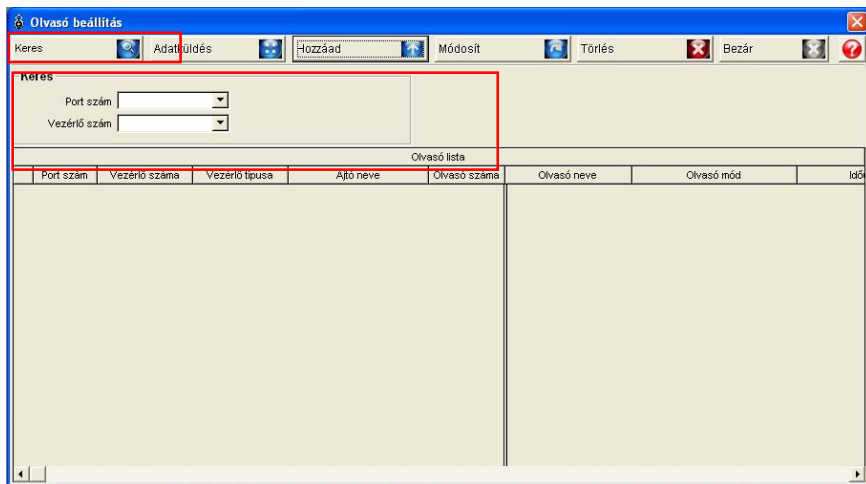 Olvasó beállítás
Keres Adatküldés Hozzáad Módosít Törlés Bezár
Keres
Port szám
Vezérlő szám
Olvasó lista
Port szám Vezérlő száma Vezérlő típusa Ajtó neve Olvasó száma Olvasó neve Olvasó mód